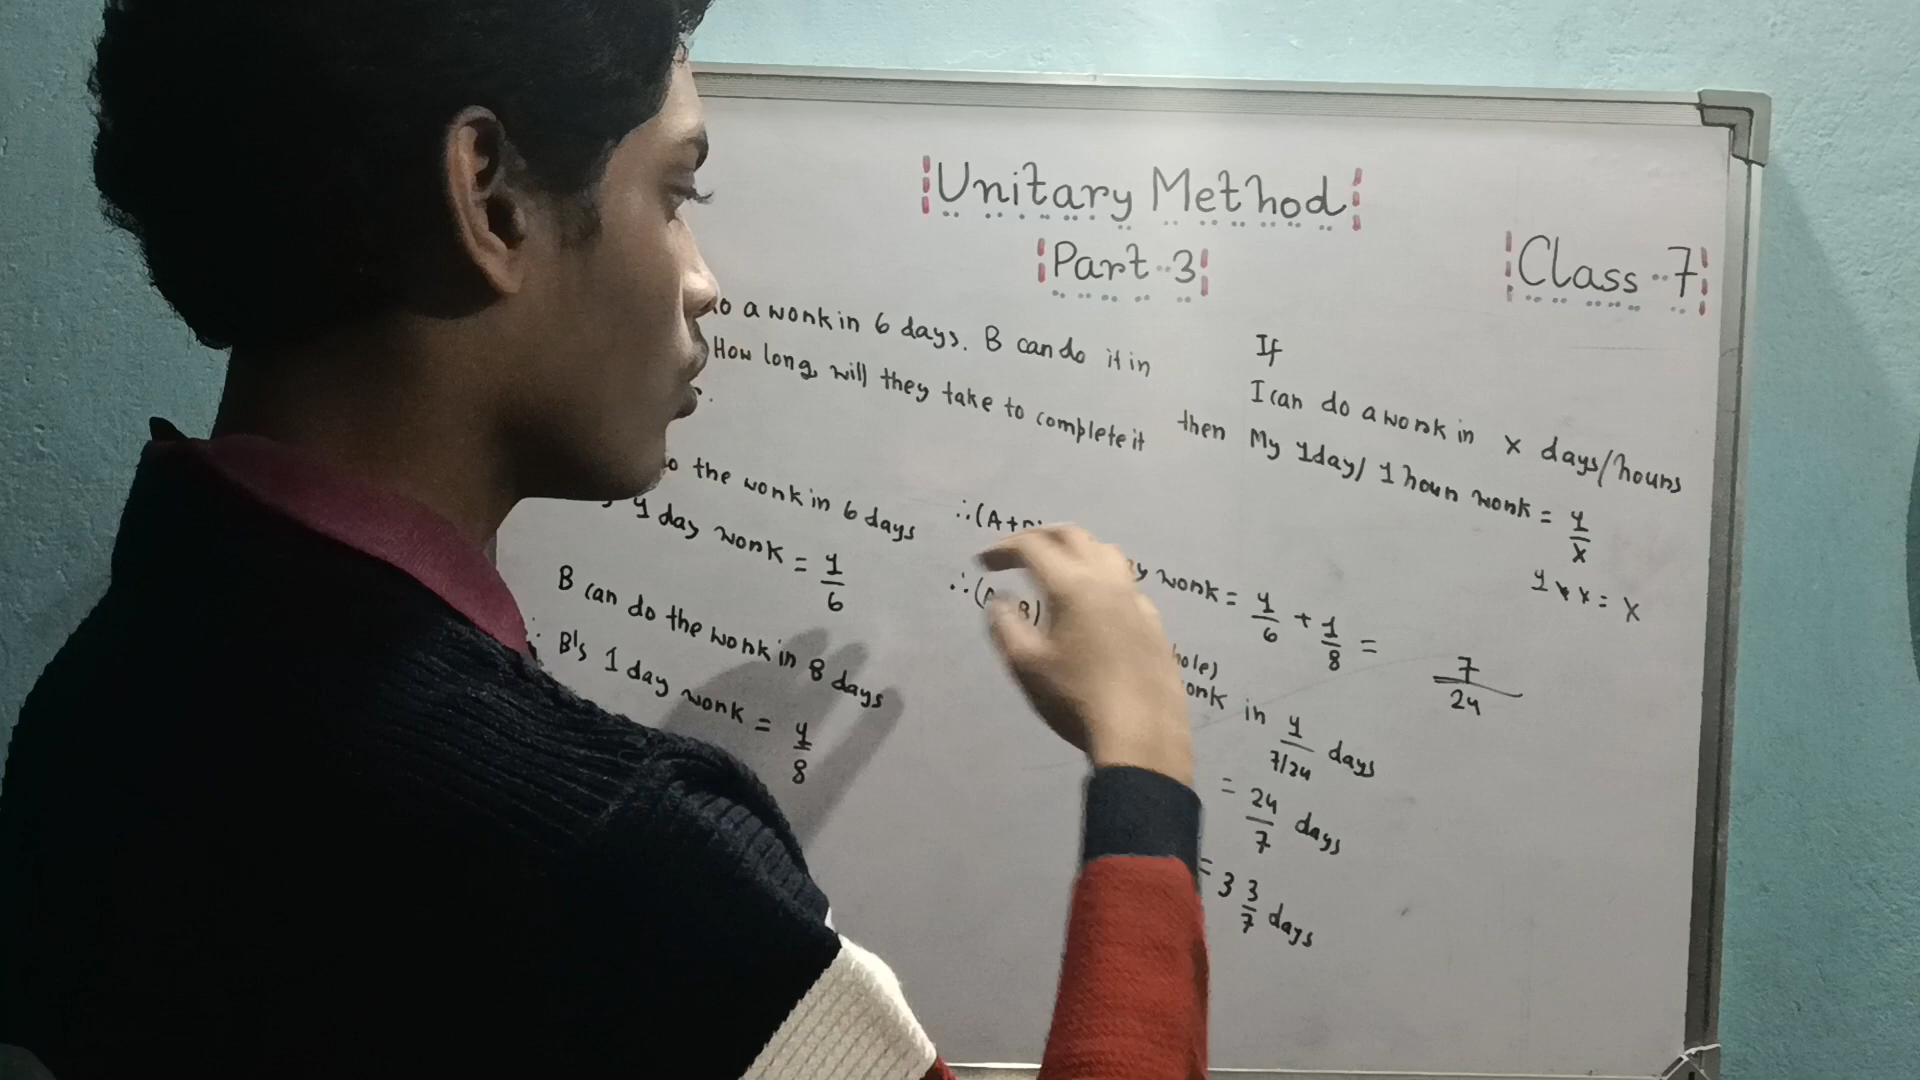 Unitary Method
Part-3
Class-7
a work in 6 days. B can do it in
How long will they take to complete it
the work in 6 days
1 day work = 1/6
B can do the work in 8 days
∴ B's 1 day work = 1/8
If
I can do a work in x days/hours
then My 1day/ 1 hour work = 1/x
∴(A+
work = 1/6 + 1/8 = 7/24
in 1/7/24 days
= 24/7 days
= 3 3/7 days